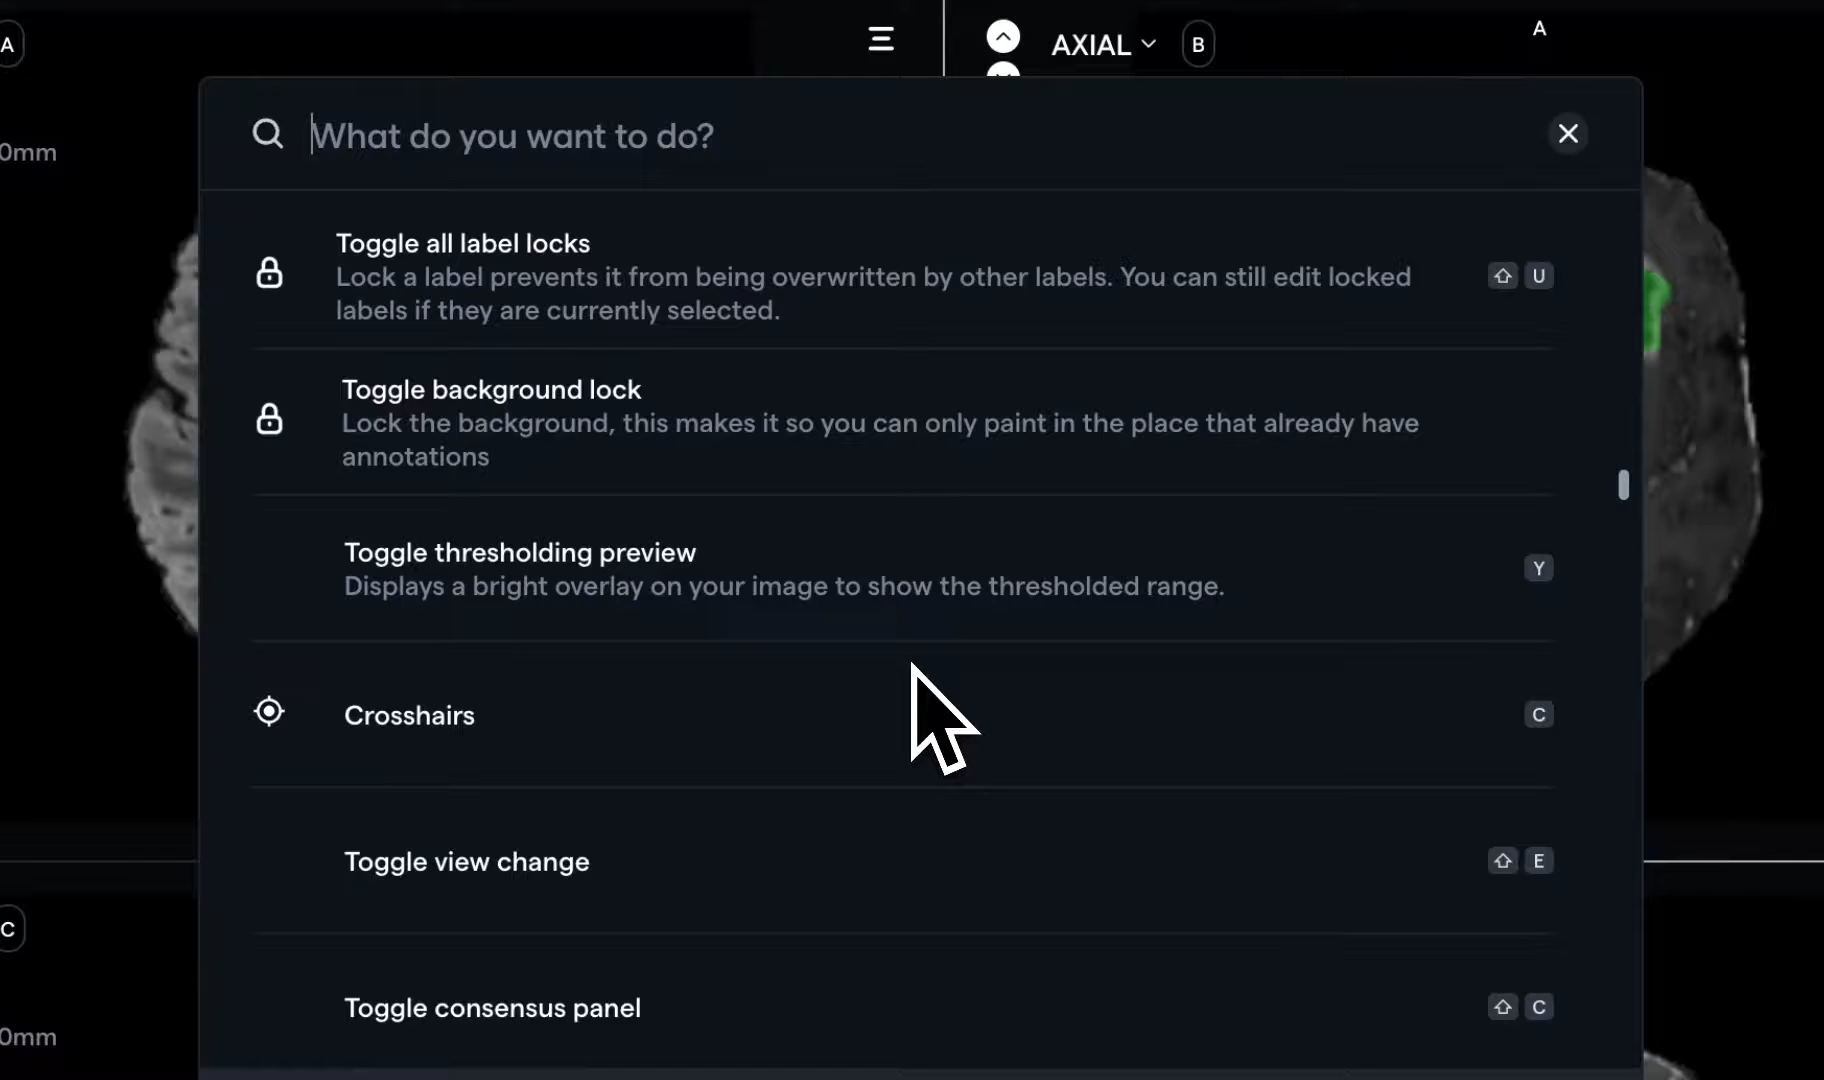 A
AXIAL
B
A
What do you want to do?
0mm
Toggle all label locks
Lock a label prevents it from being overwritten by other labels. You can still edit locked
labels if they are currently selected.
U
Toggle background lock
Lock the background, this makes it so you can only paint in the place that already have
annotations
Toggle thresholding preview
Displays a bright overlay on your image to show the thresholded range.
Y
Crosshairs
C
Toggle view change
E
C
Toggle consensus panel
C
0mm